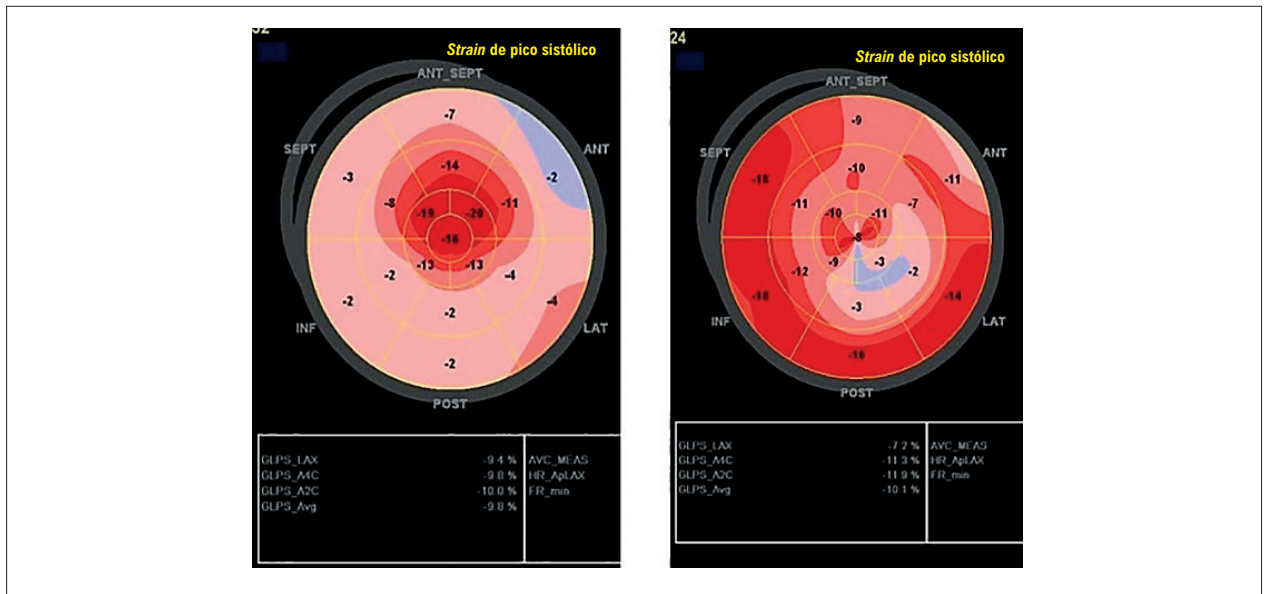 Strain de pico sistólico
ANT_SEPT
-7
SEPT
ANT
-14
-3
-2
-8
-11
-19
-20
-16
-13
-13
-2
-4
-2
-4
-2
INF
LAT
-2
POST
GLPS_LAX -9.4 % AVC_MEAS
GLPS_A4C -9.8 % HR_ApLAX
GLPS_A2C -10.0 % FR_min
GLPS_Avg -9.8 %
24
Strain de pico sistólico
ANT_SEPT
-9
SEPT
ANT
-10
-18
-11
-11
-7
-10
-11
-8
-9
-3
-12
-2
-18
-14
-3
INF
LAT
-16
POST
GLPS_LAX -7.2 % AVC_MEAS
GLPS_A4C -11.3 % HR_ApLAX
GLPS_A2C -11.9 % FR_min
GLPS_Avg -10.1 %